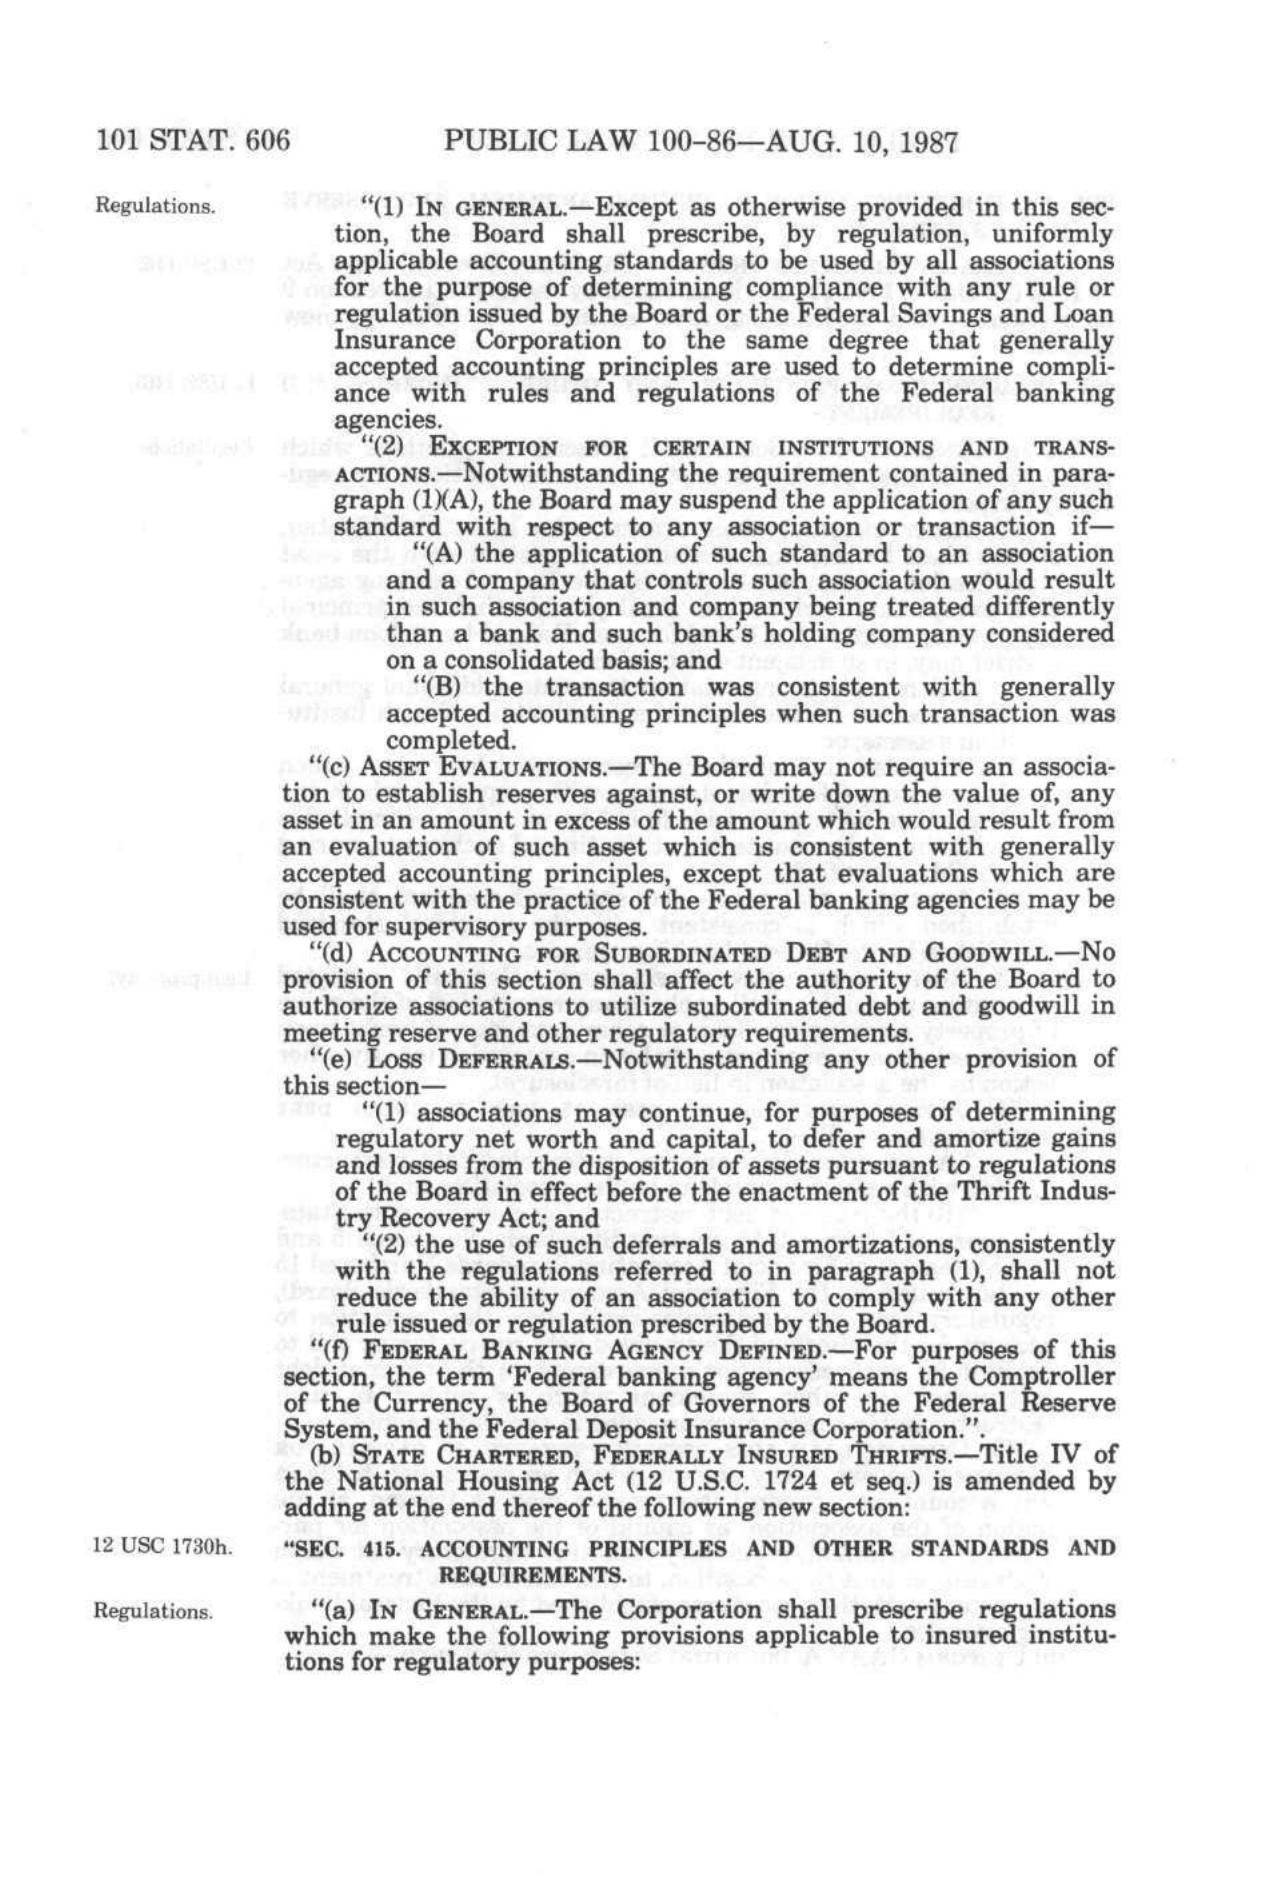 101 STAT. 606 PUBLIC LAW 100-86—AUG. 10, 1987
Regulations. "(1) IN GENERAL.—Except as otherwise provided in this sec-
tion, the Board shall prescribe, by regulation, uniformly
applicable accounting standards to be used by all associations
for the purpose of determining compliance with any rule or
regulation issued by the Board or the Federal Savings and Loan
Insurance Corporation to the same degree that generally
accepted accounting principles are used to determine compli-
ance with rules and regulations of the Federal banking
agencies.
"(2) EXCEPTION FOR CERTAIN INSTITUTIONS AND TRANS-
ACTIONS.—Notwithstanding the requirement contained in para-
graph (1)(A), the Board may suspend the application of any such
standard with respect to any association or transaction if—
"(A) the application of such standard to an association
and a company that controls such association would result
in such association and company being treated differently
than a bank and such bank's holding company considered
on a consolidated basis; and
"(B) the transaction was consistent with generally
accepted accounting principles when such transaction was
completed.
"(c) ASSET EVALUATIONS.—The Board may not require an associa-
tion to establish reserves against, or write down the value of, any
asset in an amount in excess of the amount which would result from
an evaluation of such asset which is consistent with generally
accepted accounting principles, except that evaluations which are
consistent with the practice of the Federal banking agencies may be
used for supervisory purposes.
"(d) ACCOUNTING FOR SUBORDINATED DEBT AND GOODWILL.—No
provision of this section shall affect the authority of the Board to
authorize associations to utilize subordinated debt and goodwill in
meeting reserve and other regulatory requirements.
"(e) LOSS DEFERRALS.—Notwithstanding any other provision of
this section—
"(1) associations may continue, for purposes of determining
regulatory net worth and capital, to defer and amortize gains
and losses from the disposition of assets pursuant to regulations
of the Board in effect before the enactment of the Thrift Indus-
try Recovery Act; and
"(2) the use of such deferrals and amortizations, consistently
with the regulations referred to in paragraph (1), shall not
reduce the ability of an association to comply with any other
rule issued or regulation prescribed by the Board.
"(f) FEDERAL BANKING AGENCY DEFINED.—For purposes of this
section, the term 'Federal banking agency' means the Comptroller
of the Currency, the Board of Governors of the Federal Reserve
System, and the Federal Deposit Insurance Corporation.".
(b) STATE CHARTERED, FEDERALLY INSURED THRIFTS.—Title IV of
the National Housing Act (12 U.S.C. 1724 et seq.) is amended by
adding at the end thereof the following new section:
12 USC 1730h. "SEC. 415. ACCOUNTING PRINCIPLES AND OTHER STANDARDS AND
REQUIREMENTS.
Regulations. "(a) IN GENERAL.—The Corporation shall prescribe regulations
which make the following provisions applicable to insured institu-
tions for regulatory purposes: